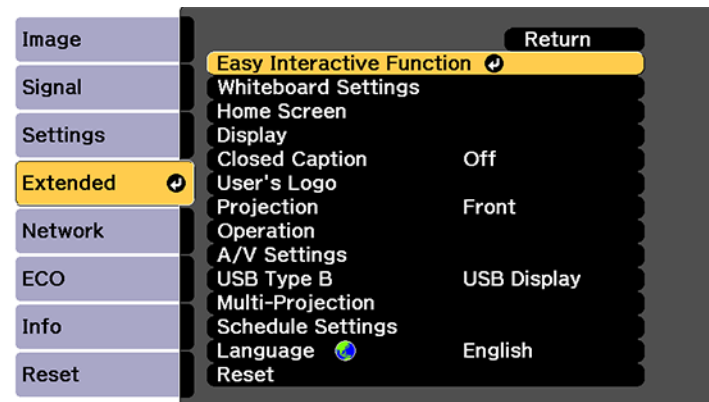 Image
Signal
Settings
Extended
Network
ECO
Info
Reset
Return
Easy Interactive Function
Whiteboard Settings
Home Screen
Display
Closed Caption Off
User's Logo
Projection Front
Operation
A/V Settings
USB Type B USB Display
Multi-Projection
Schedule Settings
Language English
Reset